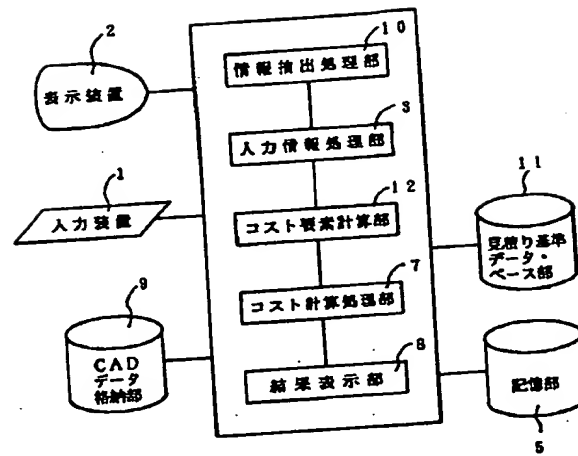 2
表示装置
1
入力装置
9
CAD
データ
格納部
10
情報抽出処理部
3
入力情報処理部
12
コスト要素計算部
7
コスト計算処理部
8
結果表示部
11
見積り基準
データ・
ベース部
記憶部
5